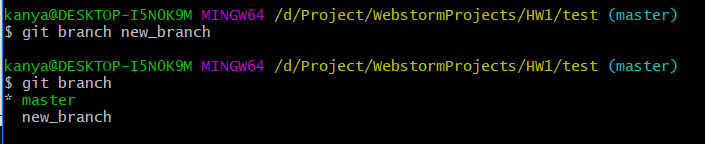 kanya@DESKTOP-I5NOK9M MINGW64 /d/Project/WebstormProjects/HW1/test (master)
$ git branch new_branch
kanya@DESKTOP-I5NOK9M MINGW64 /d/Project/WebstormProjects/HW1/test (master)
$ git branch
* master
  new_branch